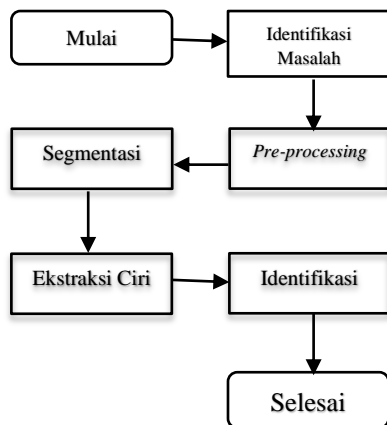 Mulai
Identifikasi
Masalah
Pre-processing
Segmentasi
Ekstraksi Ciri
Identifikasi
Selesai